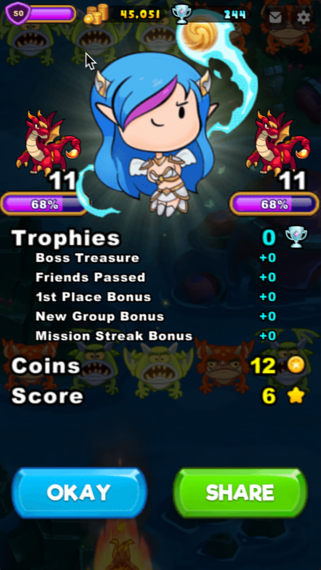 50 45,051 244
11 11
68% 68%
Trophies 0
Boss Treasure +0
Friends Passed +0
1st Place Bonus +0
New Group Bonus +0
Mission Streak Bonus +0
Coins 12
Score 6
OKAY SHARE